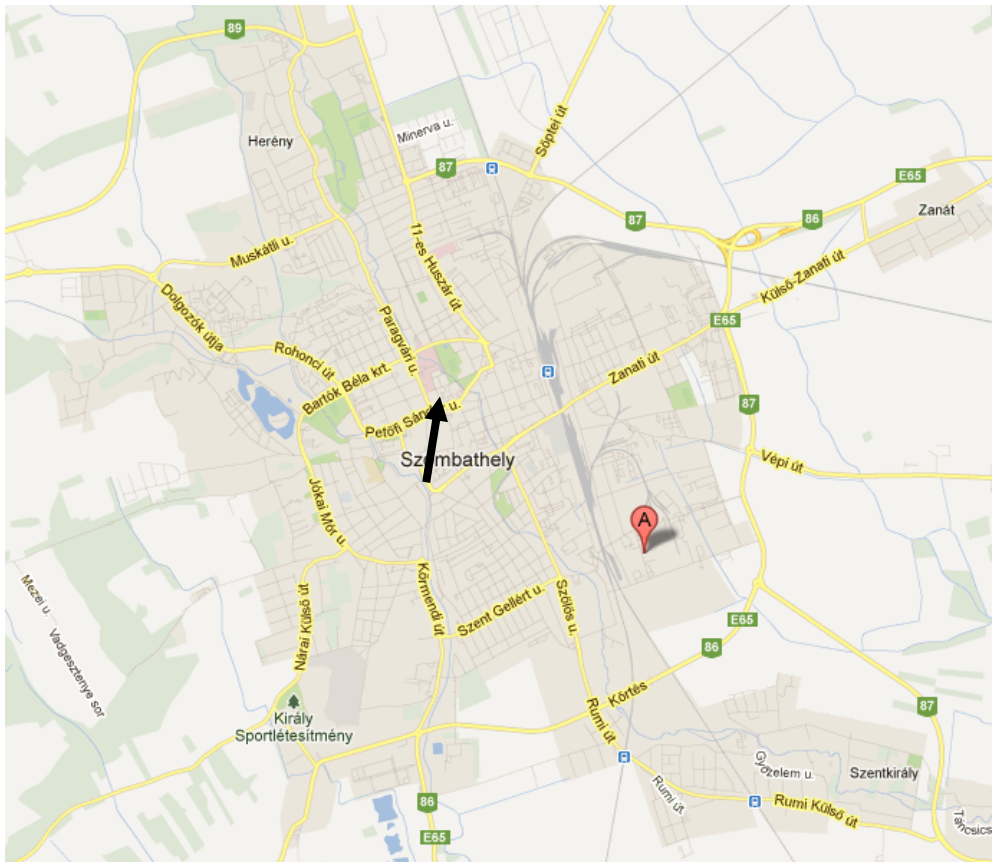 89
Herény
Minerva u.
87
Sőptei út
87
86
E65
Zanát
Muskátli u.
11-es Huszár út
Külső-Zanati út
Dolgozók útja
Paragvári u.
E65
Rohonci út
Bartók Béla krt.
Zanati út
87
Petőfi Sándor u.
Szombathely
Vépi út
Jókai Mór u.
A
Körmendi út
Szent Gellért u.
Szőlős u.
Mezei u.
Vadgesztenye sor
Nárai Külső út
E65
86
Körtés
87
Király
Sportlétesítmény
Rumi út
Rumi út
Győzelem u.
Szentkirály
86
E65
Rumi Külső út
Táncsics